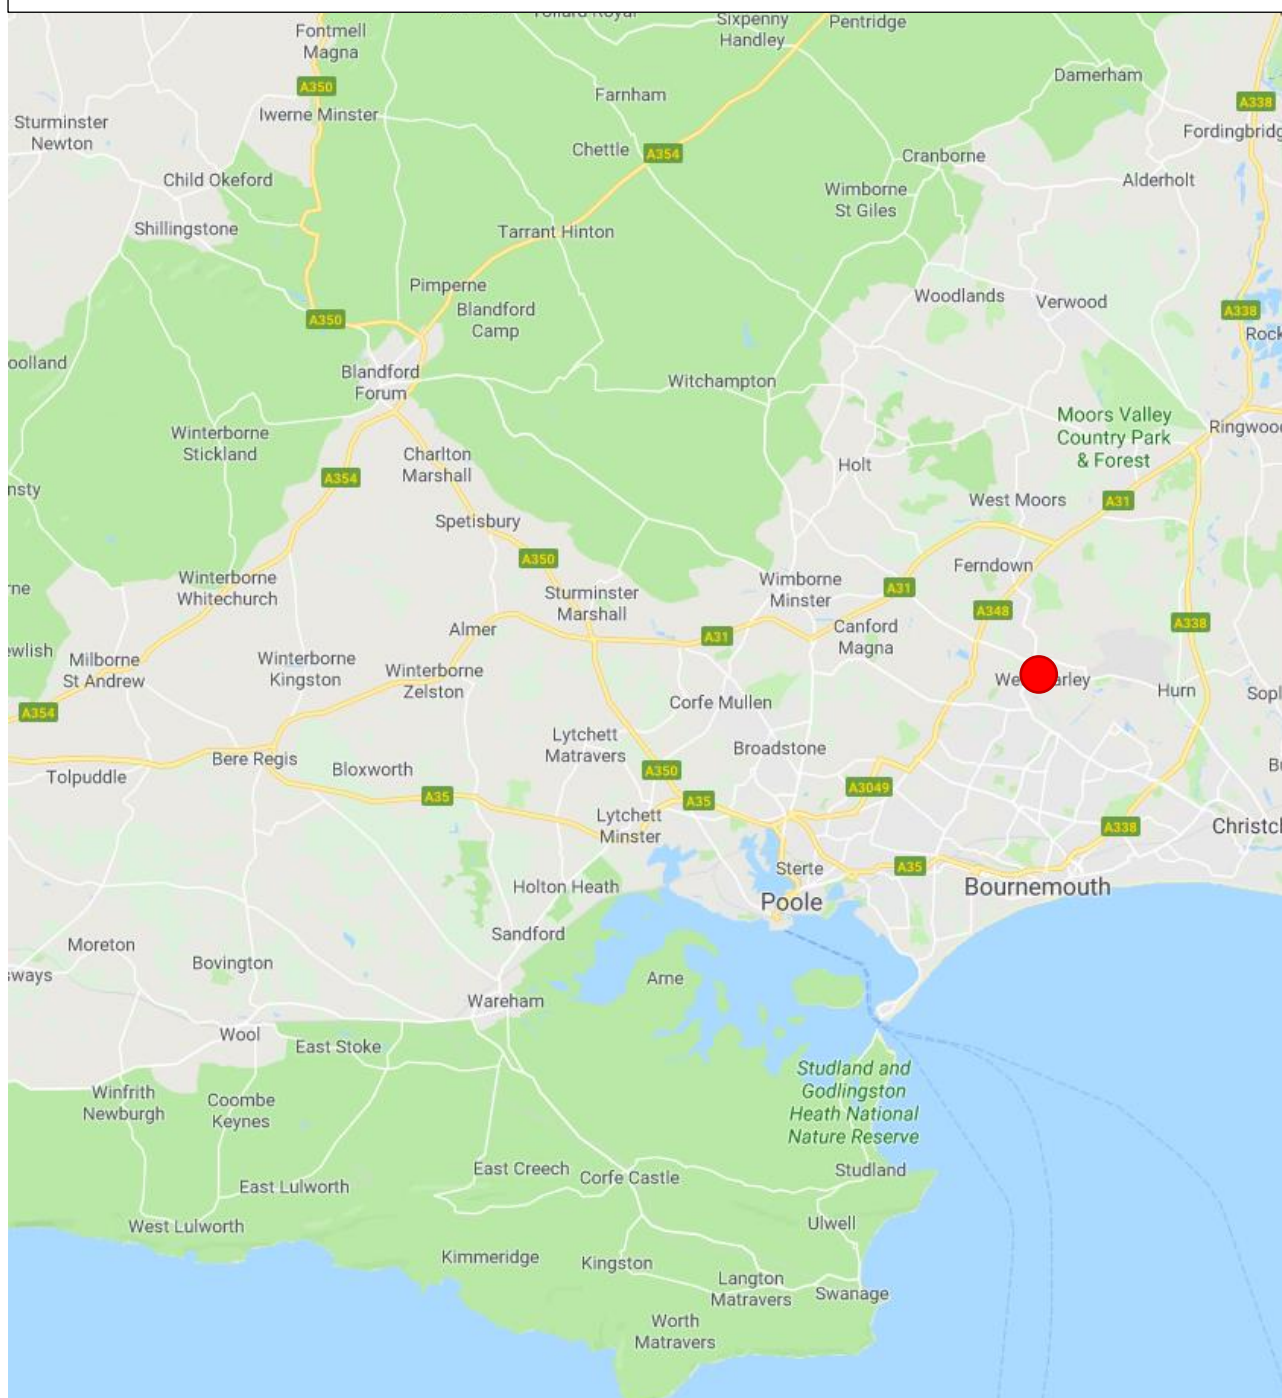 Sixpenny
Handley
Pentridge
Fontmell
Magna
Damerham
A350
Farnham
A338
Iwerne Minster
Sturminster
Newton
Fordingbridg
Chettle
A354
Cranborne
Child Okeford
Alderholt
Wimborne
St Giles
Shillingstone
Tarrant Hinton
Pimperne
Woodlands
Verwood
Blandford
Camp
A350
A338
Rock
oolland
Blandford
Forum
Witchampton
Moors Valley
Country Park
& Forest
Ringwoo
Winterborne
Stickland
Charlton
Marshall
Holt
A354
nsty
West Moors
A31
Spetisbury
A350
Ferndown
Winterborne
Whitechurch
Wimborne
Minster
A31
rne
Sturminster
Marshall
A348
A338
Almer
A31
Canford
Magna
ewlish
Milborne
St Andrew
Winterborne
Kingston
Winterborne
Zelston
We arley
Hurn
Sopl
Corfe Mullen
A354
Lytchett
Matravers
Broadstone
Bere Regis
Bloxworth
A350
Tolpuddle
A3049
A35
A35
Lytchett
Minster
A338
Christcl
Sterte
A35
Holton Heath
Poole
Bournemouth
Sandford
Moreton
Bovington
sways
Arne
Wareham
Wool
East Stoke
Studland and
Godlingston
Heath National
Nature Reserve
Winfrith
Newburgh
Coombe
Keynes
East Creech
Corfe Castle
Studland
East Lulworth
West Lulworth
Ulwell
Kimmeridge
Kingston
Langton
Matravers
Swanage
Worth
Matravers